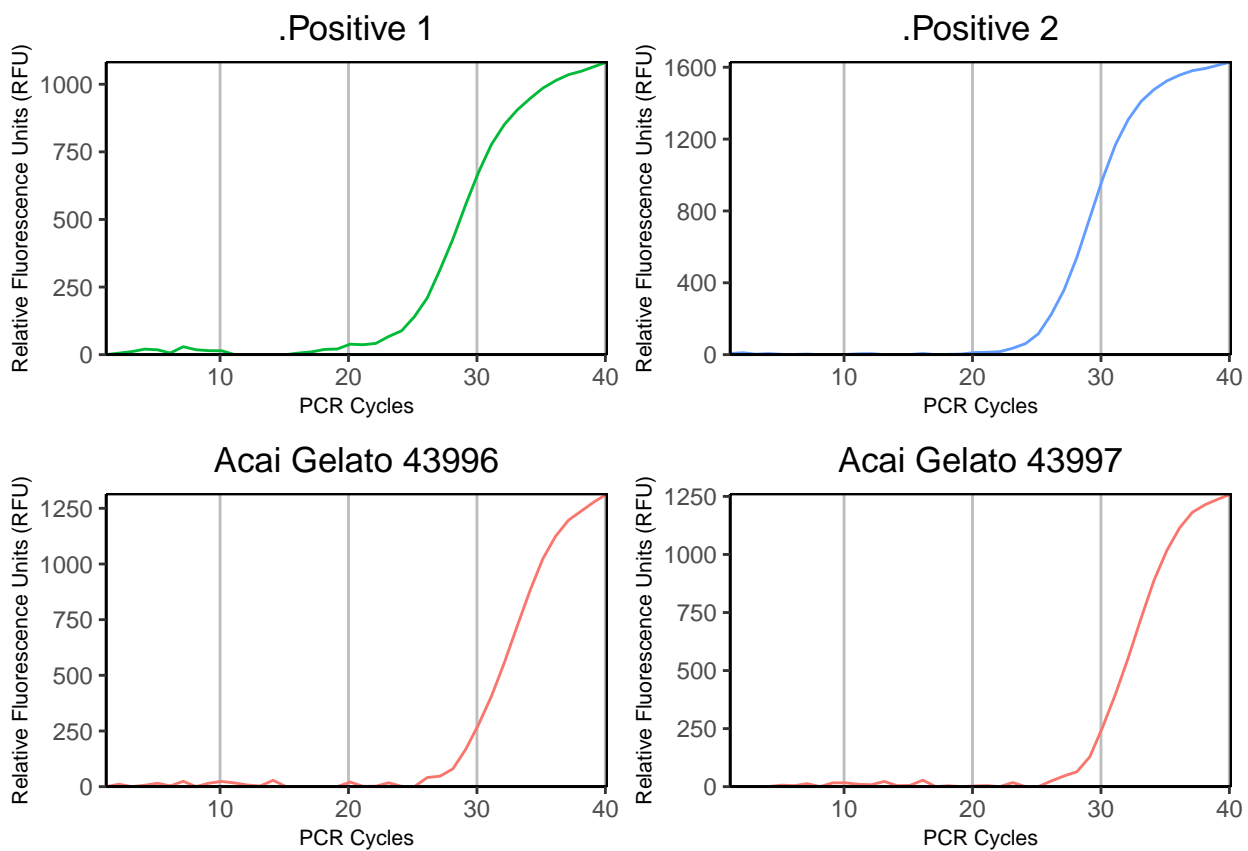 .Positive 1
Relative Fluorescence Units (RFU)
1000
750
500
250
0
10 20 30 40
PCR Cycles
.Positive 2
Relative Fluorescence Units (RFU)
1600
1200
800
400
0
10 20 30 40
PCR Cycles
Acai Gelato 43996
Relative Fluorescence Units (RFU)
1250
1000
750
500
250
0
10 20 30 40
PCR Cycles
Acai Gelato 43997
Relative Fluorescence Units (RFU)
1250
1000
750
500
250
0
10 20 30 40
PCR Cycles